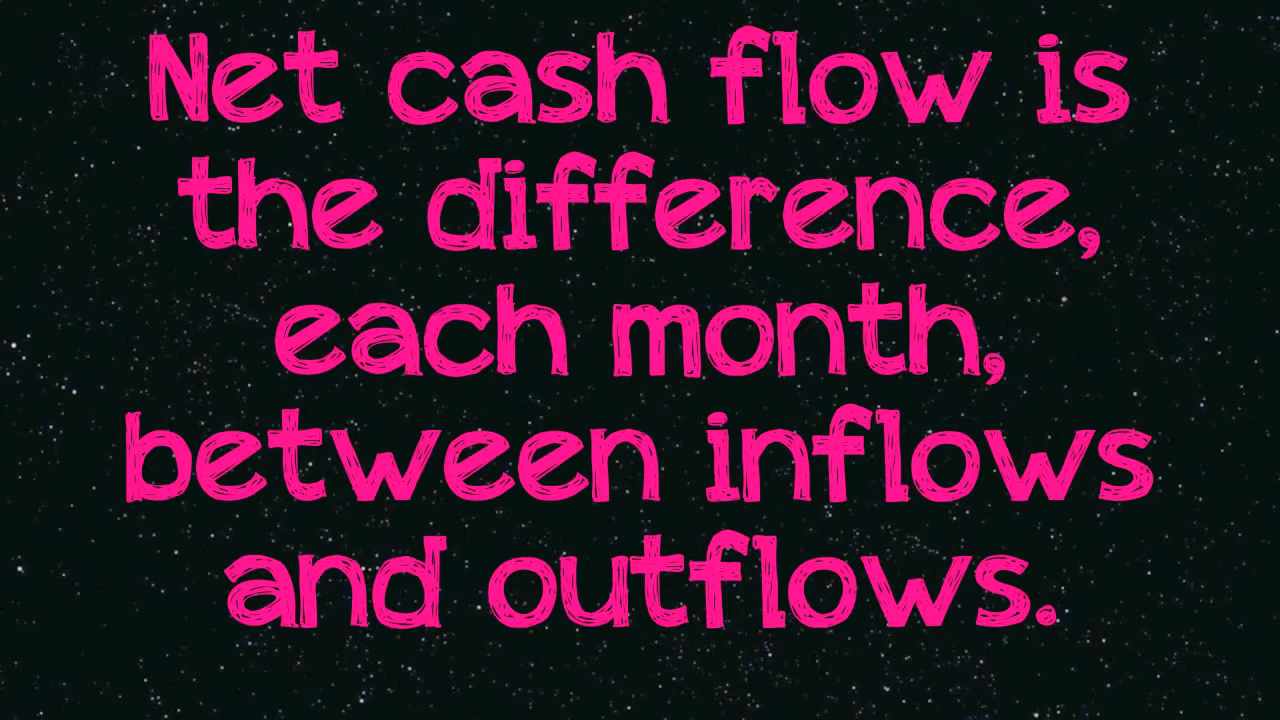 Net cash flow is
the difference,
each month,
between inflows
and outflows.